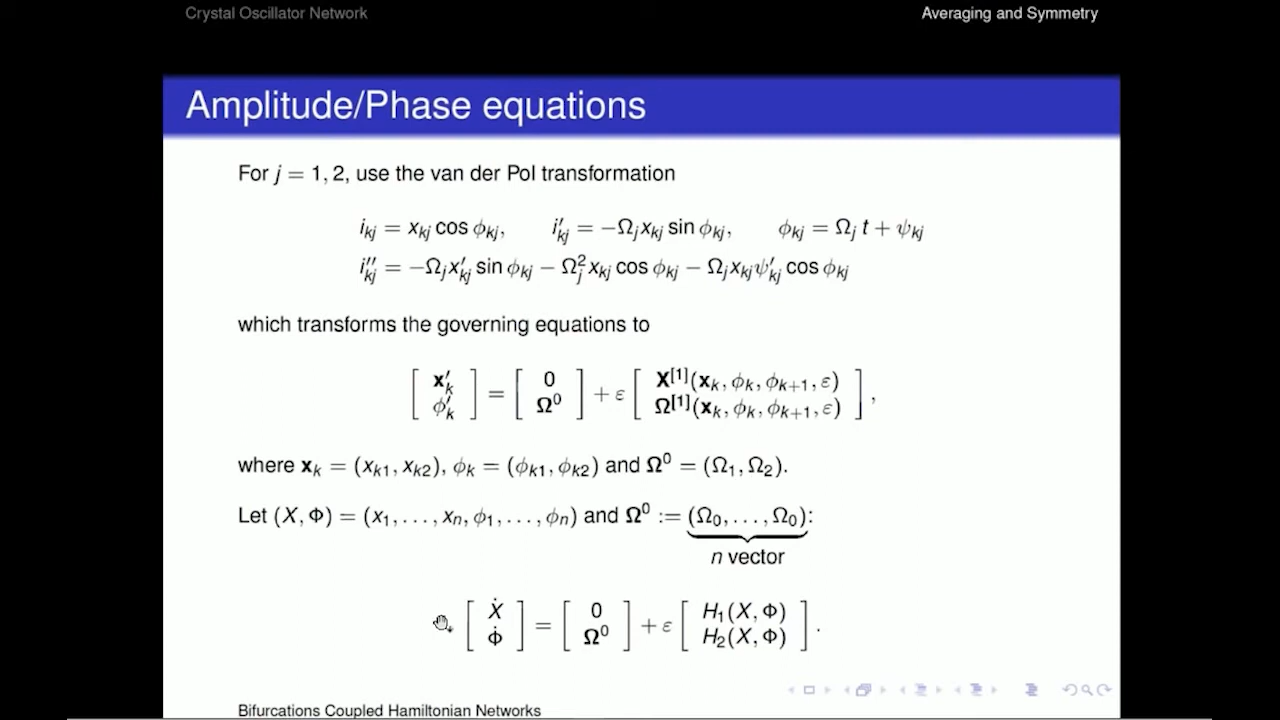 Crystal Oscillator Network
Averaging and Symmetry
Amplitude/Phase equations
For j = 1, 2, use the van der Pol transformation
i_{kj} = x_{kj} cos ϕ_{kj}, i′_{kj} = −Ω_j x_{kj} sin ϕ_{kj}, ϕ_{kj} = Ω_j t + ψ_{kj}
i″_{kj} = −Ω_j x′_{kj} sin ϕ_{kj} − Ω_j^2 x_{kj} cos ϕ_{kj} − Ω_j x_{kj} ψ′_{kj} cos ϕ_{kj}
which transforms the governing equations to
[ x′_k ; ϕ′_k ] = [ 0 ; Ω^0 ] + ε [ X^{[1]}(x_k, ϕ_k, ϕ_{k+1}, ε) ; Ω^{[1]}(x_k, ϕ_k, ϕ_{k+1}, ε) ],
where x_k = (x_{k1}, x_{k2}), ϕ_k = (ϕ_{k1}, ϕ_{k2}) and Ω^0 = (Ω_1, Ω_2).
Let (X, Φ) = (x_1, . . . , x_n, ϕ_1, . . . , ϕ_n) and Ω^0 := (Ω_0, . . . , Ω_0):
n vector
[ Ẋ ; Φ̇ ] = [ 0 ; Ω^0 ] + ε [ H_1(X, Φ) ; H_2(X, Φ) ] .
Bifurcations Coupled Hamiltonian Networks